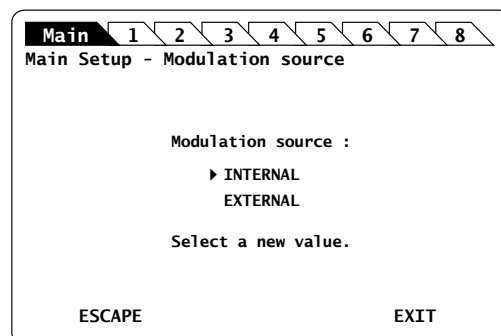 Main 1 2 3 4 5 6 7 8
Main Setup - Modulation source
Modulation source :
INTERNAL
EXTERNAL
Select a new value.
ESCAPE EXIT